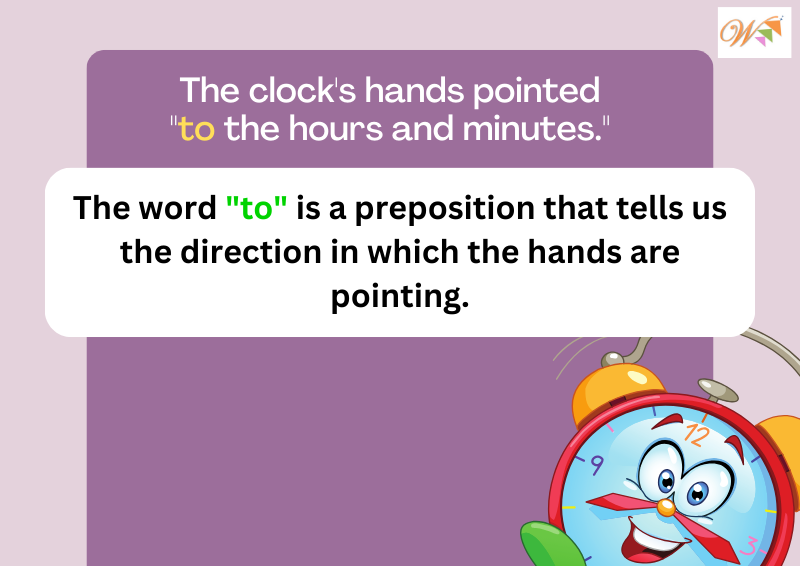 W
The clock's hands pointed
"to the hours and minutes."
The word "to" is a preposition that tells us
the direction in which the hands are
pointing.
12
9
3